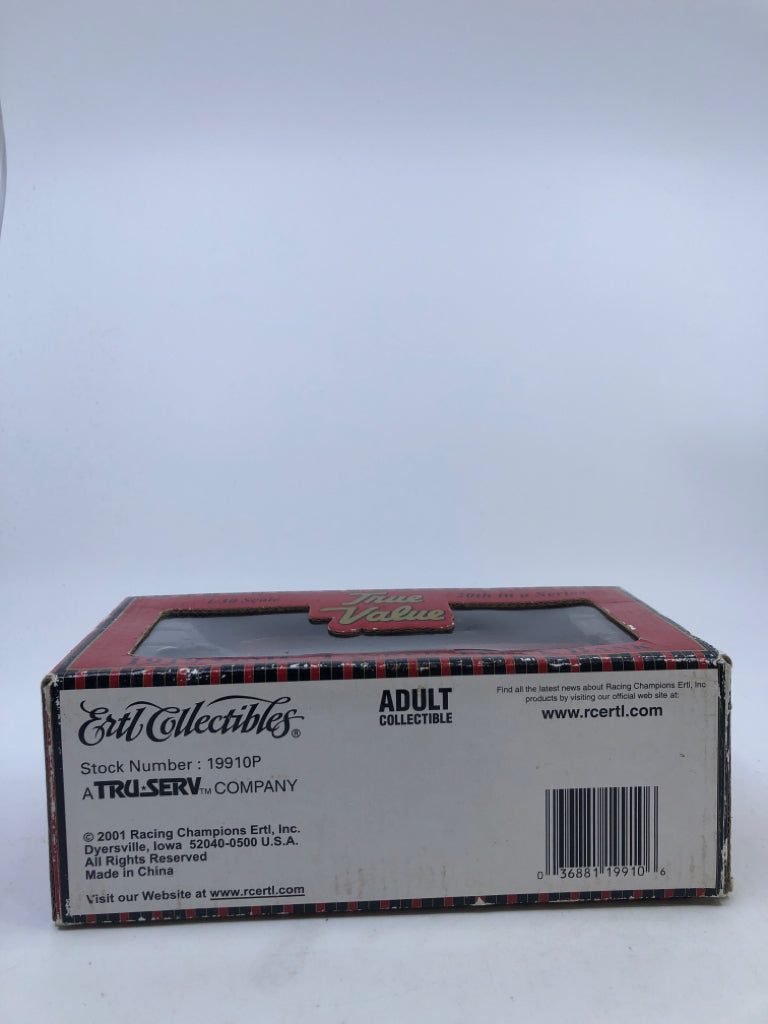 1/30 Scale
True
Value
20th in a Series
Ertl Collectibles®
Stock Number : 19910P
A TRU★SERV™ COMPANY
© 2001 Racing Champions Ertl, Inc.
Dyersville, Iowa 52040-0500 U.S.A.
All Rights Reserved
Made in China
Visit our Website at www.rcertl.com
ADULT
COLLECTIBLE
Find all the latest news about Racing Champions Ertl, Inc
products by visiting our official web site at:
www.rcertl.com
0 36881 19910 6